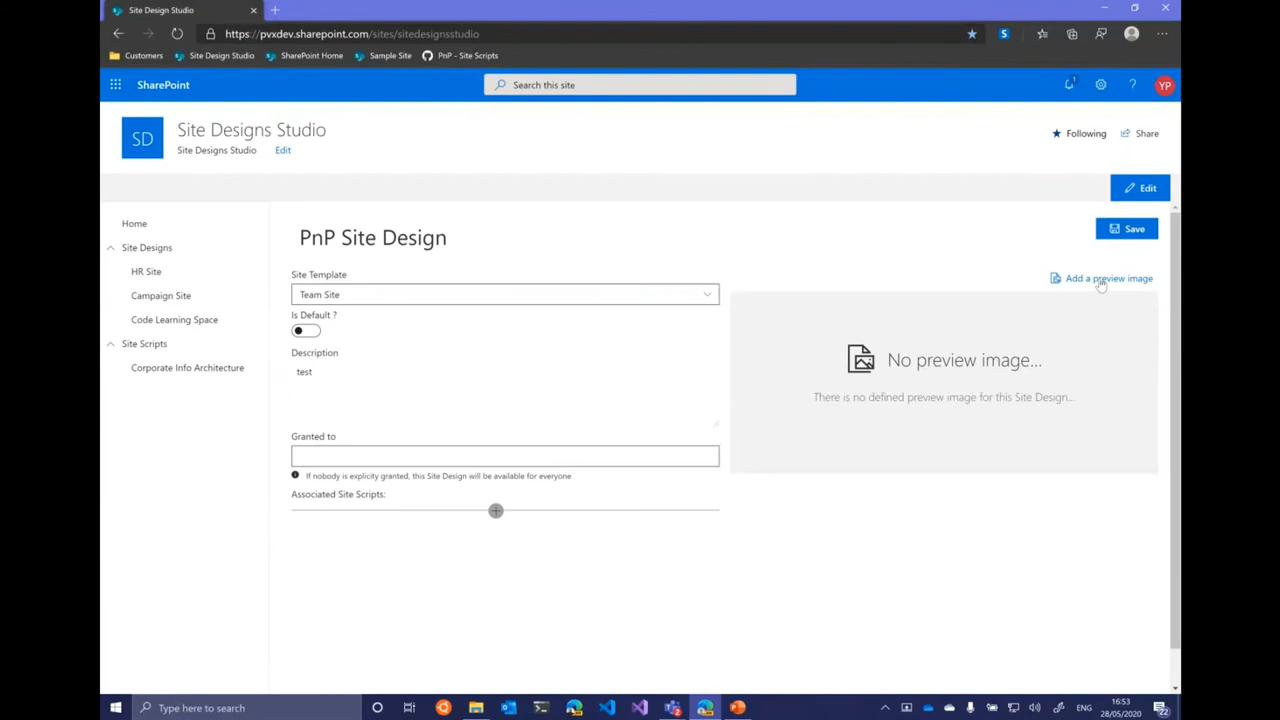 Site Design Studio
https://pvxdev.sharepoint.com/sites/sitedesignsstudio
Customers Site Design Studio SharePoint Home Sample Site PnP - Site Scripts
SharePoint Search this site 1 YP
SD
Site Designs Studio
Site Designs Studio Edit
Following Share
Edit
Home
Site Designs
HR Site
Campaign Site
Code Learning Space
Site Scripts
Corporate Info Architecture
PnP Site Design
Save
Site Template
Team Site
Is Default ?
Description
test
Granted to
If nobody is explicity granted, this Site Design will be available for everyone
Associated Site Scripts:
Add a preview image
No preview image...
There is no defined preview image for this Site Design...
Type here to search
ENG
16:53
28/05/2020
22